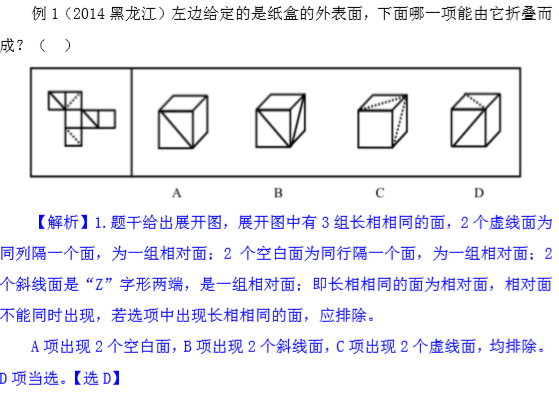 例 1（2014 黑龙江）左边给定的是纸盒的外表面，下面哪一项能由它折叠而
成？（ ）
A B C D
【解析】1.题干给出展开图，展开图中有 3 组长相相同的面，2 个虚线面为
同列隔一个面，为一组相对面；2 个空白面为同行隔一个面，为一组相对面；2
个斜线面是“Z”字形两端，是一组相对面；即长相相同的面为相对面，相对面
不能同时出现，若选项中出现长相相同的面，应排除。
A 项出现 2 个空白面，B 项出现 2 个斜线面，C 项出现 2 个虚线面，均排除。
D 项当选。【选 D】